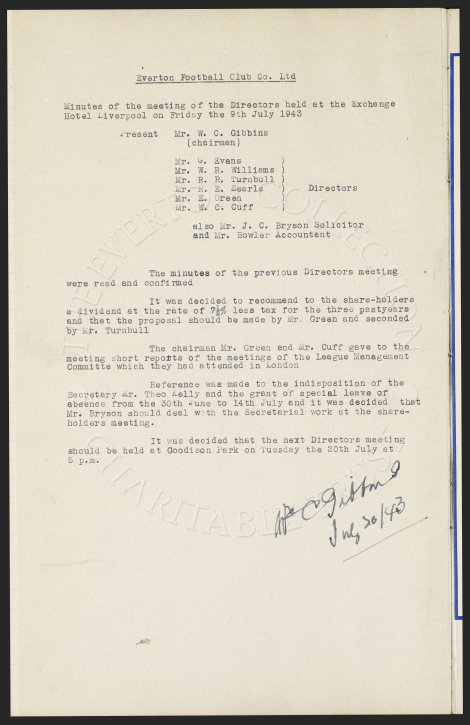 Everton Football Club Co. Ltd
Minutes of the meeting of the Directors held at the Exchange
Hotel Liverpool on Friday the 9th July 1943
Present Mr. W. C. Gibbins
(chairman)
Mr. G. Evans )
Mr. W. R. Williams )
Mr. R. R. Turnbull )
Mr. R. E. Searle ) Directors
Mr. E. Green )
Mr. W. C. Cuff )
also Mr. J. C. Bryson Solicitor
and Mr. Bowler Accountant
The minutes of the previous Directors meeting
were read and confirmed
It was decided to recommend to the share-holders
a dividend at the rate of 7½% less tax for the three pastyears
and that the proposal should be made by Mr. Green and seconded
by Mr. Turnbull
The chairman Mr. Green and Mr. Cuff gave to the
meeting short reports of the meetings of the League Management
Committe which they had attended in London
Reference was made to the indisposition of the
Secretary Mr. Theo Kelly and the grant of special leave of
absence from the 30th June to 14th July and it was decided that
Mr. Bryson should deal with the Secretarial work at the share-
holders meeting.
It was decided that the next Directors meeting
should be held at Goodison Park on Tuesday the 20th July at
5 p.m.
Wm C Gibbins
July 20/43
THE EVERTON COLLECTION
CHARITABLE TRUST